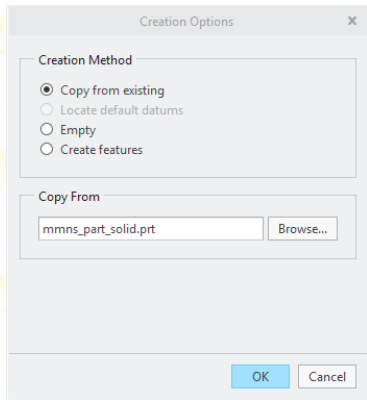 Creation Options
Creation Method
Copy from existing
Locate default datums
Empty
Create features
Copy From
mmns_part_solid.prt
Browse...
OK
Cancel